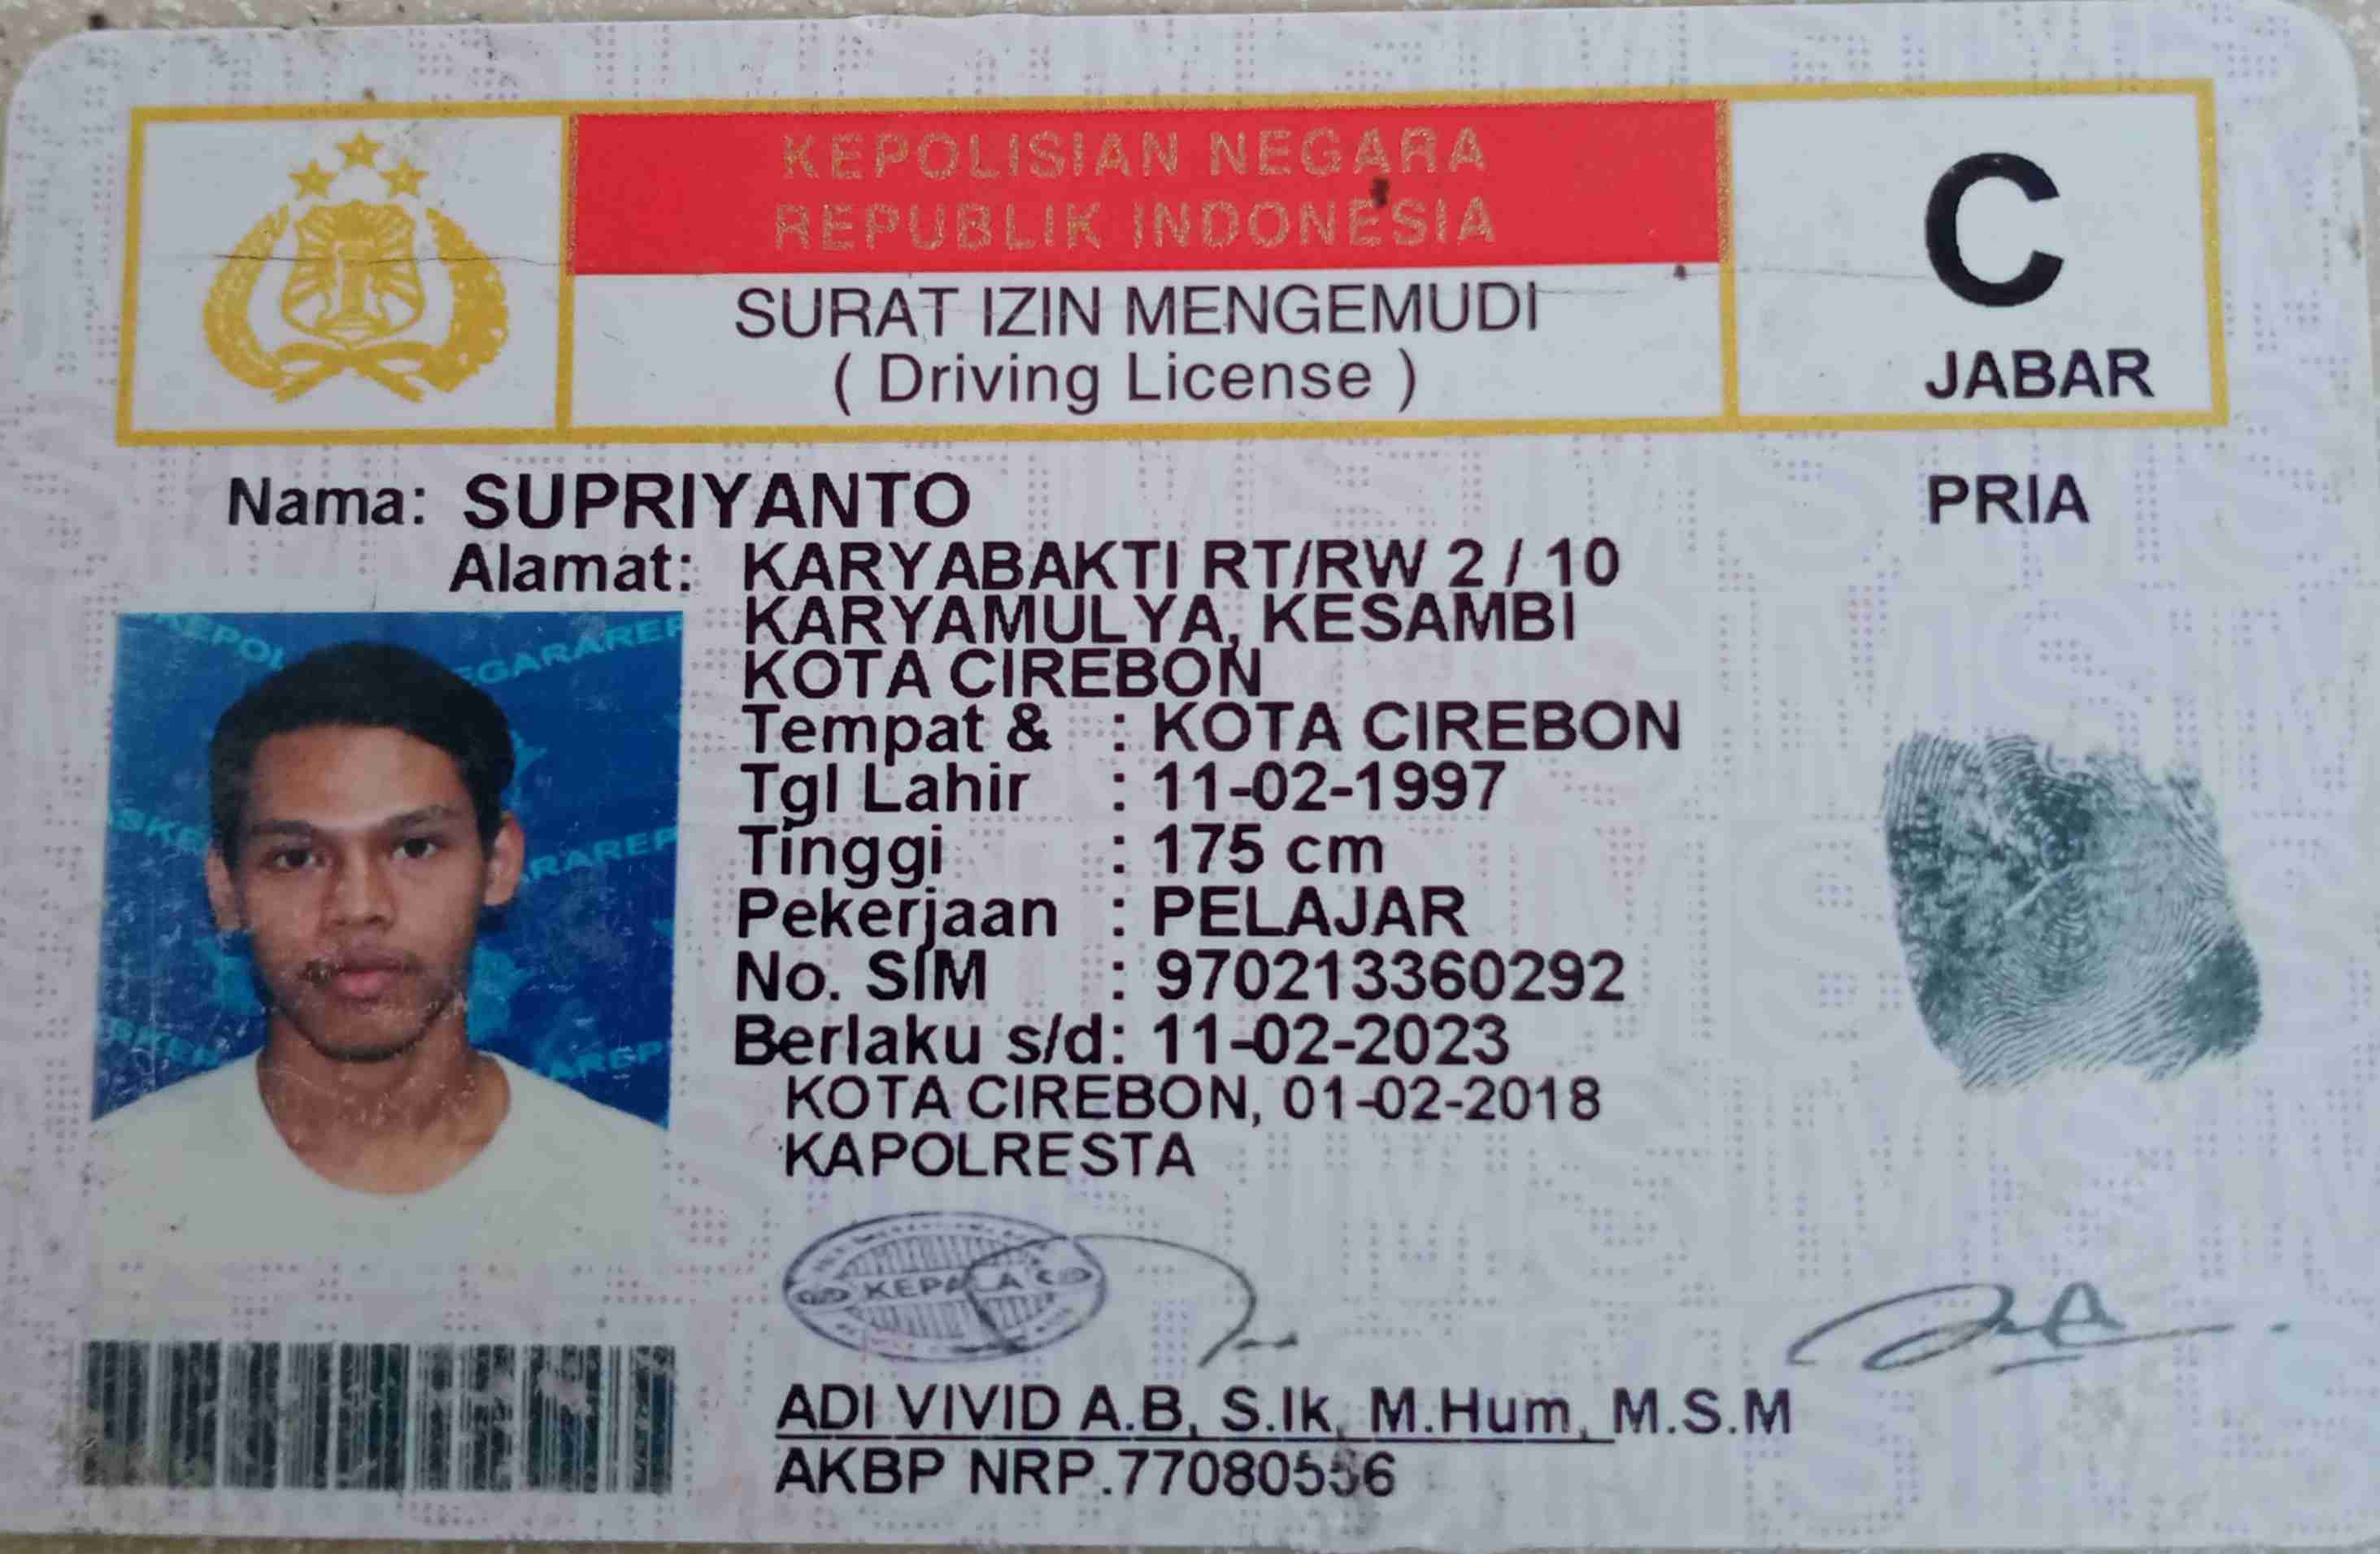 KEPOLISIAN NEGARA
REPUBLIK INDONESIA
SURAT IZIN MENGEMUDI
( Driving License )
C
JABAR
Nama: SUPRIYANTO
PRIA
Alamat: KARYABAKTI RT/RW 2 / 10
KARYAMULYA, KESAMBI
KOTA CIREBON
Tempat & : KOTA CIREBON
Tgl Lahir : 11-02-1997
Tinggi : 175 cm
Pekerjaan : PELAJAR
No. SIM : 970213360292
Berlaku s/d: 11-02-2023
KOTA CIREBON, 01-02-2018
KAPOLRESTA
KEPALA
ADI VIVID A.B, S.Ik, M.Hum, M.S.M
AKBP NRP.77080556